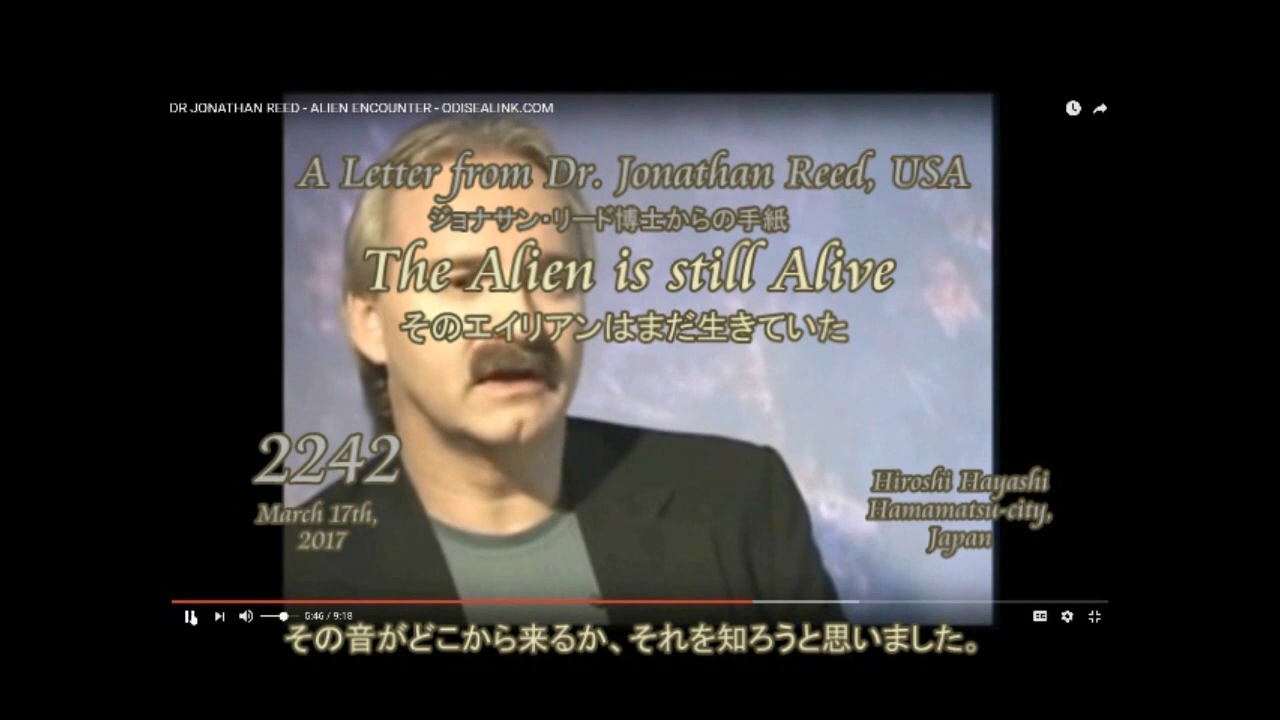 DR JONATHAN REED - ALIEN ENCOUNTER - ODISEALINK.COM
A Letter from Dr. Jonathan Reed, USA
ジョナサン・リード博士からの手紙
The Alien is still Alive
そのエイリアンはまだ生きていた
2242
March 17th,
2017
Hiroshi Hayashi
Hamamatsu-city,
Japan
5:46 / 9:18
CC
その音がどこから来るか、それを知ろうと思いました。